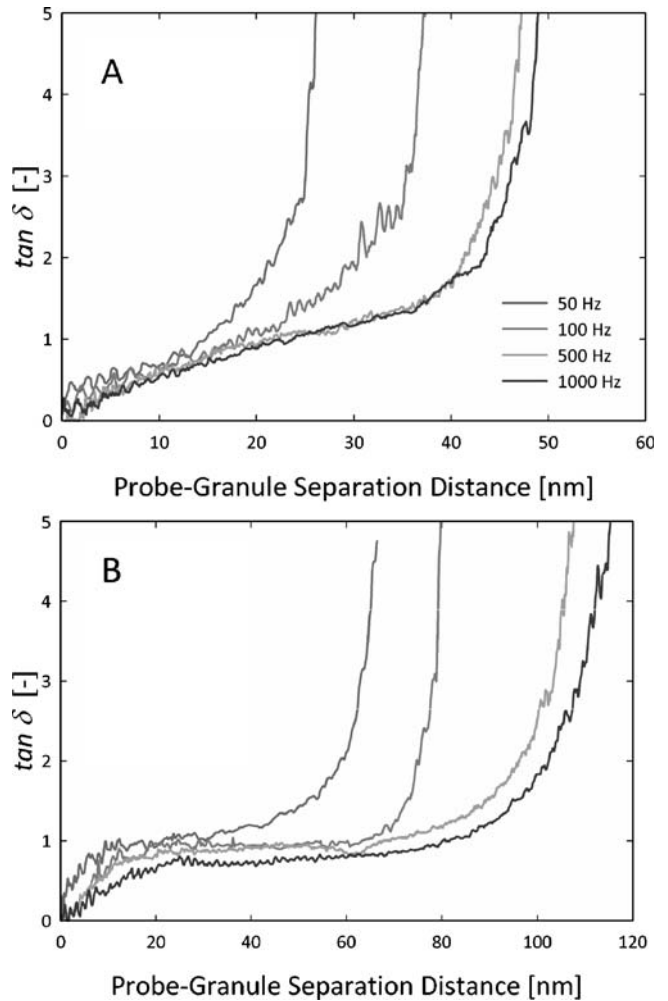 5
A
4
3
tan δ [-]
2
50 Hz
100 Hz
1
500 Hz
1000 Hz
0
0 10 20 30 40 50 60
Probe-Granule Separation Distance [nm]
5
B
4
3
tan δ [-]
2
1
0
0 20 40 60 80 100 120
Probe-Granule Separation Distance [nm]